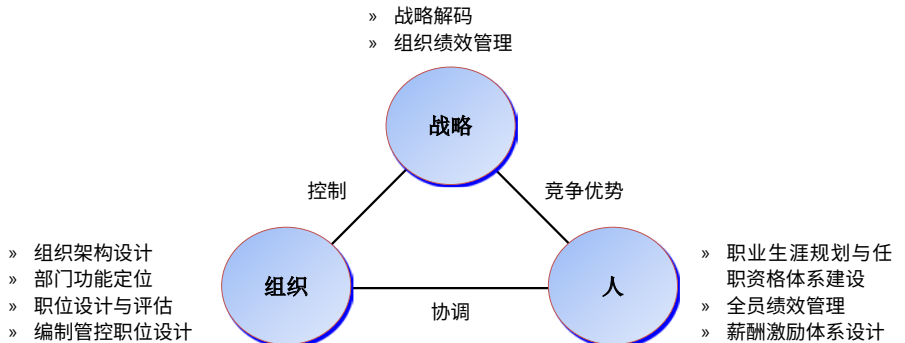 » 战略解码
» 组织绩效管理
战略
控制
竞争优势
» 组织架构设计
» 部门功能定位
» 职位设计与评估
» 编制管控职位设计
组织
协调
人
» 职业生涯规划与任
职资格体系建设
» 全员绩效管理
» 薪酬激励体系设计